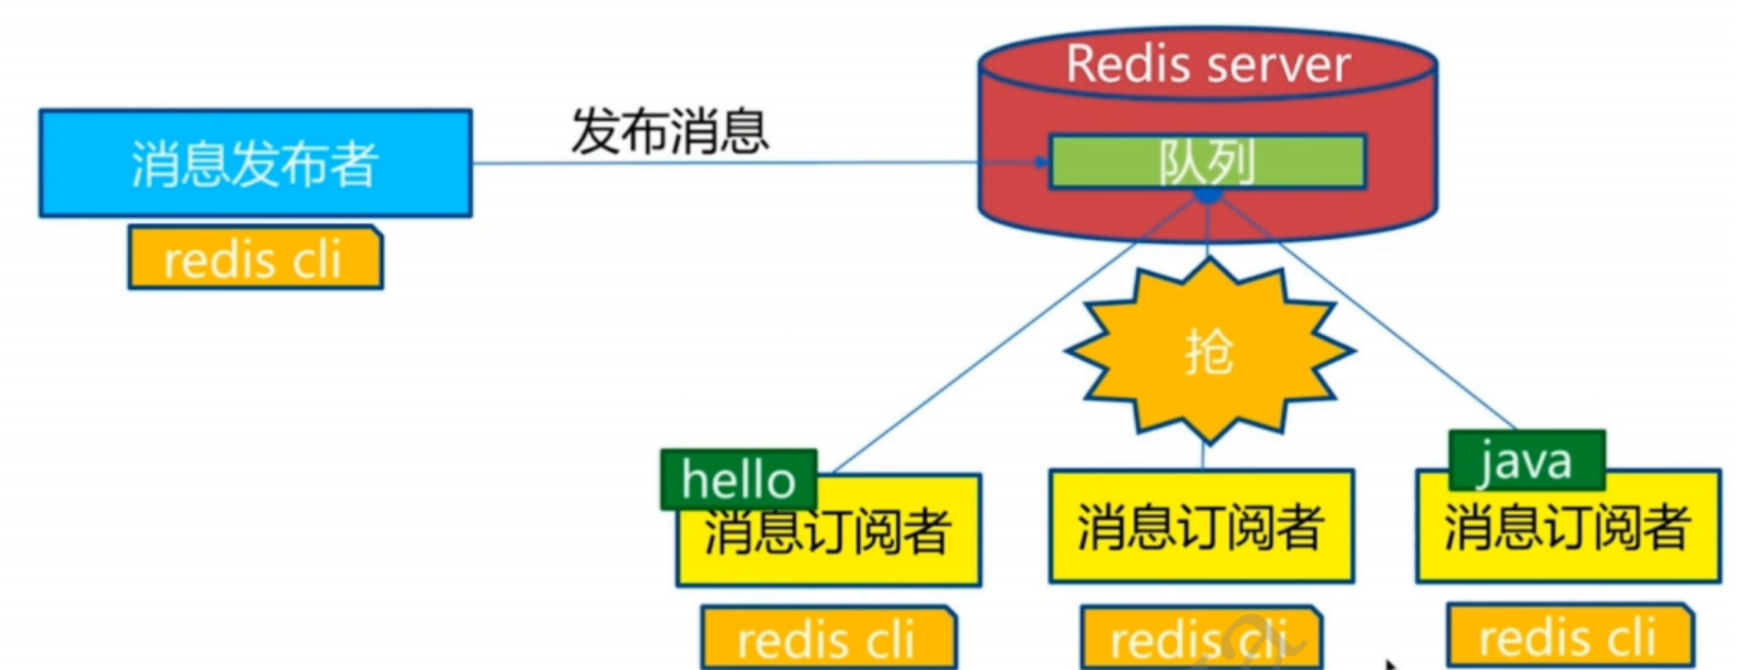 Redis server
发布消息
消息发布者
队列
redis cli
抢
hello
java
消息订阅者
消息订阅者
消息订阅者
redis cli
redis cli
redis cli